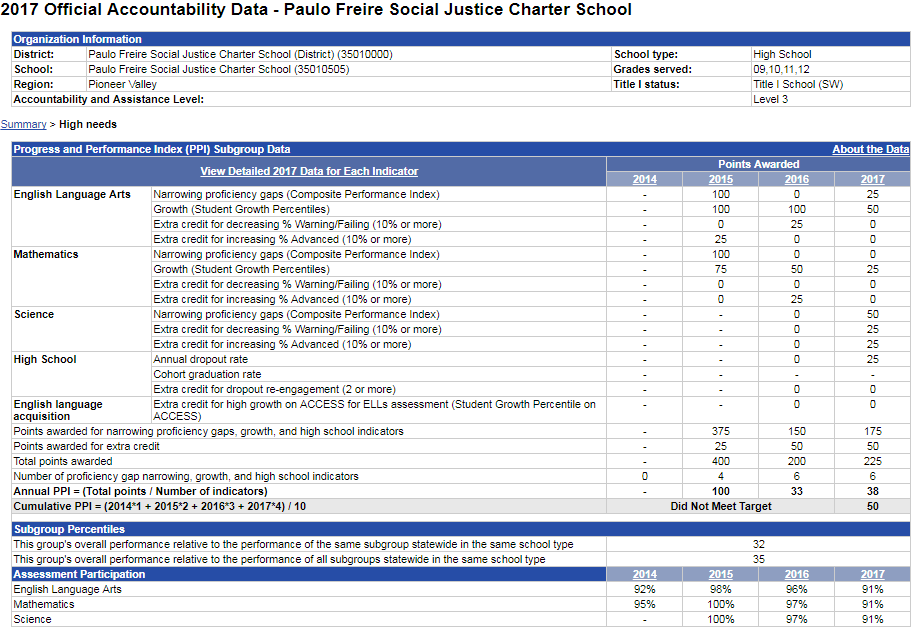 2017 Official Accountability Data - Paulo Freire Social Justice Charter School
Organization Information
District: Paulo Freire Social Justice Charter School (District) (35010000) School type: High School
School: Paulo Freire Social Justice Charter School (35010505) Grades served: 09,10,11,12
Region: Pioneer Valley Title I status: Title I School (SW)
Accountability and Assistance Level: Level 3
Summary > High needs
Progress and Performance Index (PPI) Subgroup Data About the Data
View Detailed 2017 Data for Each Indicator Points Awarded
2014 2015 2016 2017
English Language Arts Narrowing proficiency gaps (Composite Performance Index) - 100 0 25
Growth (Student Growth Percentiles) - 100 100 50
Extra credit for decreasing % Warning/Failing (10% or more) - 0 25 0
Extra credit for increasing % Advanced (10% or more) - 25 0 0
Mathematics Narrowing proficiency gaps (Composite Performance Index) - 100 0 0
Growth (Student Growth Percentiles) - 75 50 25
Extra credit for decreasing % Warning/Failing (10% or more) - 0 0 0
Extra credit for increasing % Advanced (10% or more) - 0 25 0
Science Narrowing proficiency gaps (Composite Performance Index) - - 0 50
Extra credit for decreasing % Warning/Failing (10% or more) - - 0 25
Extra credit for increasing % Advanced (10% or more) - - 0 25
High School Annual dropout rate - - 0 25
Cohort graduation rate - - - -
Extra credit for dropout re-engagement (2 or more) - - 0 0
English language acquisition Extra credit for high growth on ACCESS for ELLs assessment (Student Growth Percentile on ACCESS) - - 0 0
Points awarded for narrowing proficiency gaps, growth, and high school indicators - 375 150 175
Points awarded for extra credit - 25 50 50
Total points awarded - 400 200 225
Number of proficiency gap narrowing, growth, and high school indicators 0 4 6 6
Annual PPI = (Total points / Number of indicators) - 100 33 38
Cumulative PPI = (2014*1 + 2015*2 + 2016*3 + 2017*4) / 10 Did Not Meet Target 50
Subgroup Percentiles
This group's overall performance relative to the performance of the same subgroup statewide in the same school type 32
This group's overall performance relative to the performance of all subgroups statewide in the same school type 35
Assessment Participation 2014 2015 2016 2017
English Language Arts 92% 98% 96% 91%
Mathematics 95% 100% 97% 91%
Science - 100% 97% 91%